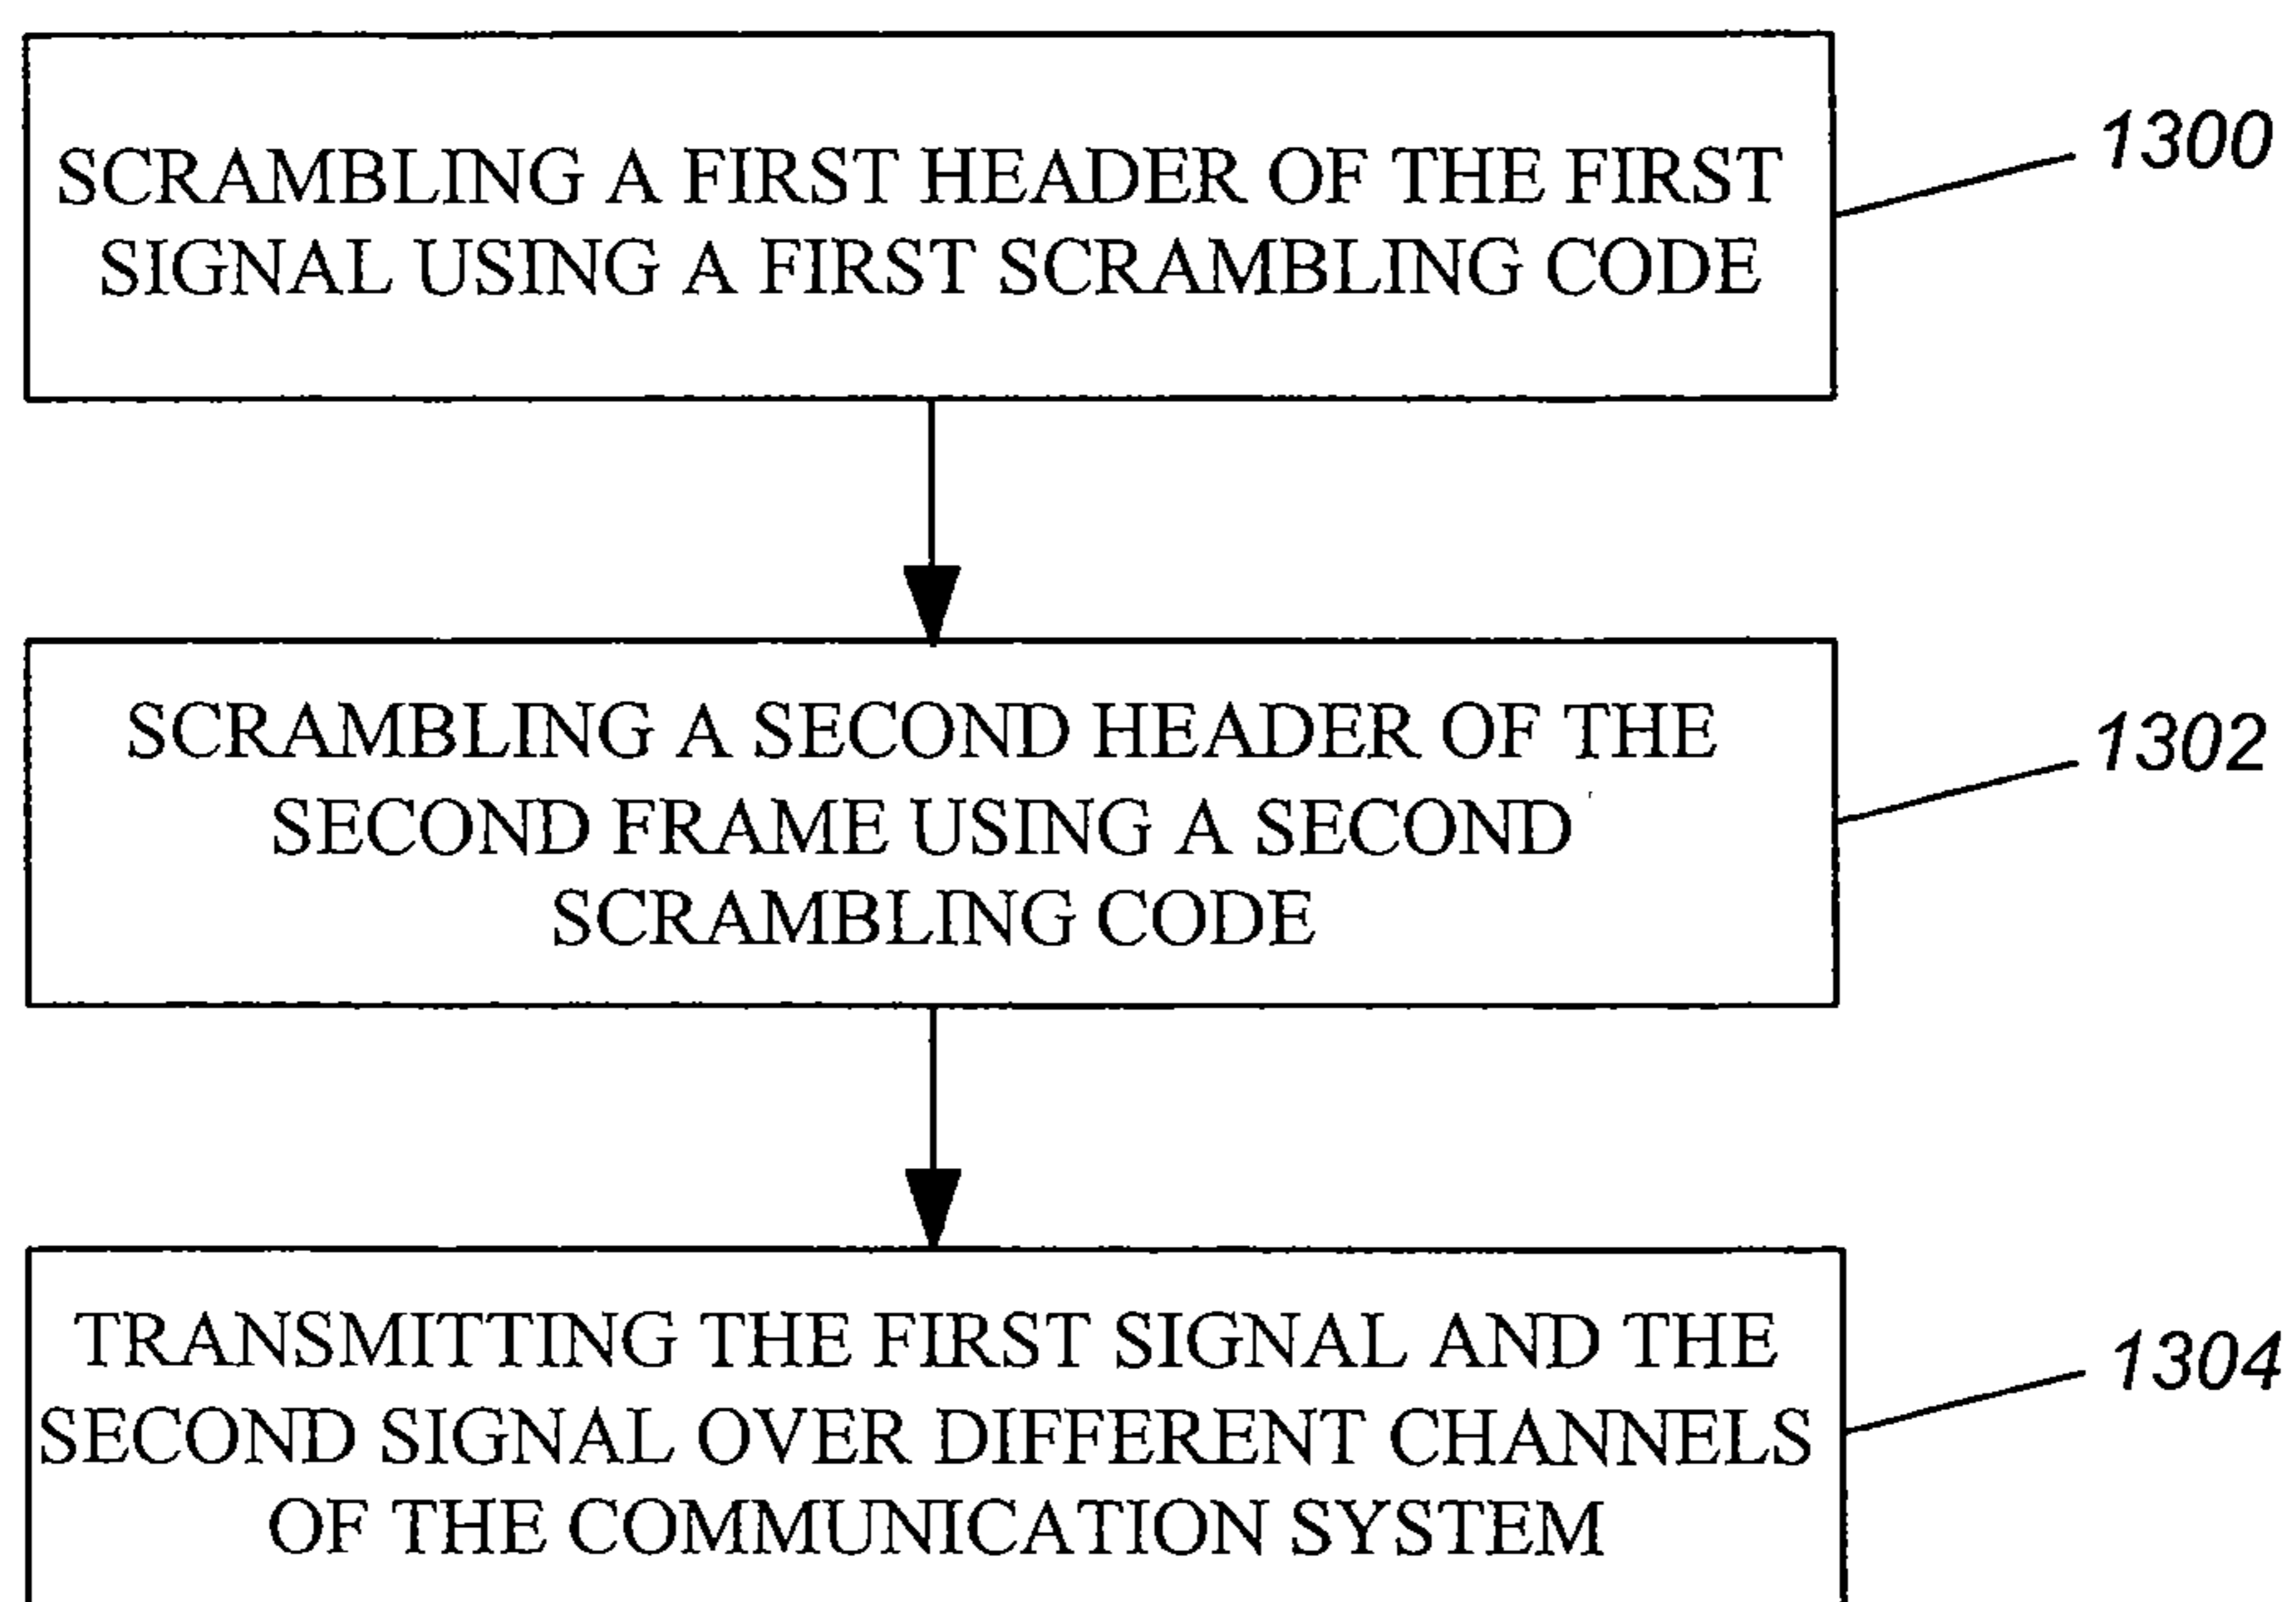 SCRAMBLING A FIRST HEADER OF THE FIRST
SIGNAL USING A FIRST SCRAMBLING CODE
1300
SCRAMBLING A SECOND HEADER OF THE
SECOND FRAME USING A SECOND
SCRAMBLING CODE
1302
TRANSMITTING THE FIRST SIGNAL AND THE
SECOND SIGNAL OVER DIFFERENT CHANNELS
OF THE COMMUNICATION SYSTEM
1304